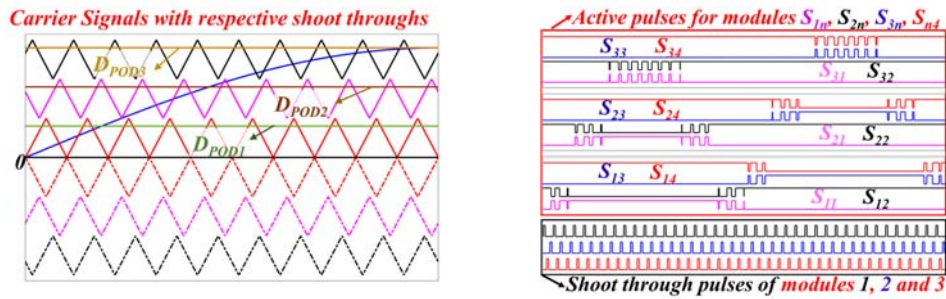 Carrier Signals with respective shoot throughs
D_POD3
D_POD2
D_POD1
0
Active pulses for modules S_1n, S_2n, S_3n, S_n4
S_33 S_34
S_31 S_32
S_23 S_24
S_21 S_22
S_13 S_14
S_11 S_12
Shoot through pulses of modules 1, 2 and 3